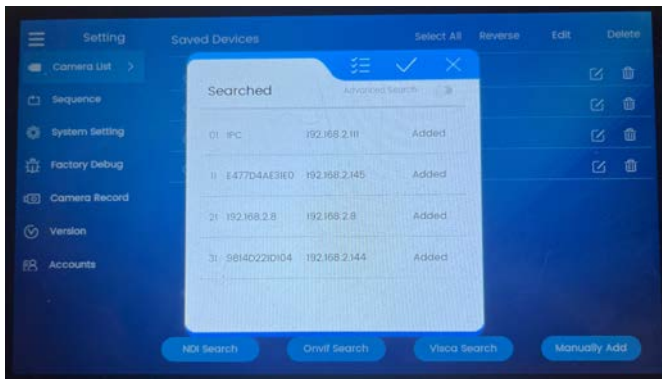 Setting
Saved Devices
Select All Reverse Edit Delete
Camera List >
Sequence
System Setting
Factory Debug
Camera Record
Version
Accounts
Searched
Advanced Search
01 IPC 192.168.2.111 Added
11 E477D4AE31E0 192.168.2.145 Added
21 192.168.2.8 192.168.2.8 Added
31 9814D221D104 192.168.2.144 Added
NDI Search Onvif Search Visca Search Manually Add